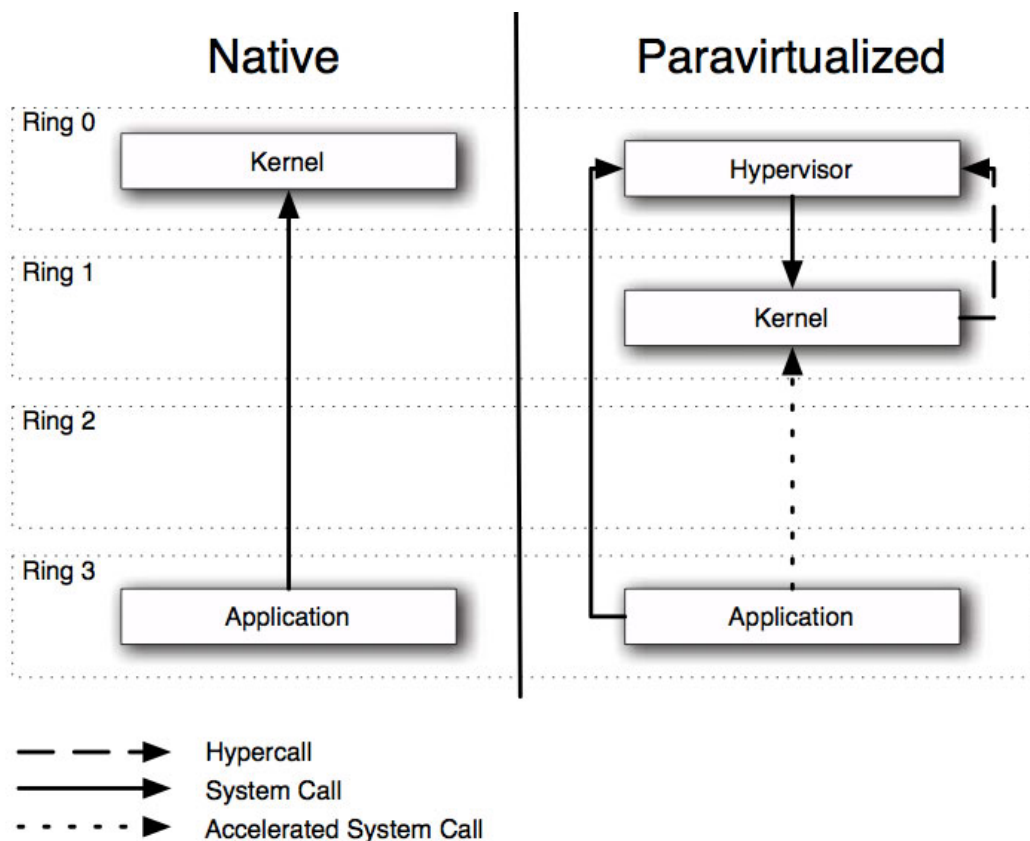 Native
Paravirtualized
Ring 0
Kernel
Hypervisor
Ring 1
Kernel
Ring 2
Ring 3
Application
Application
Hypercall
System Call
Accelerated System Call